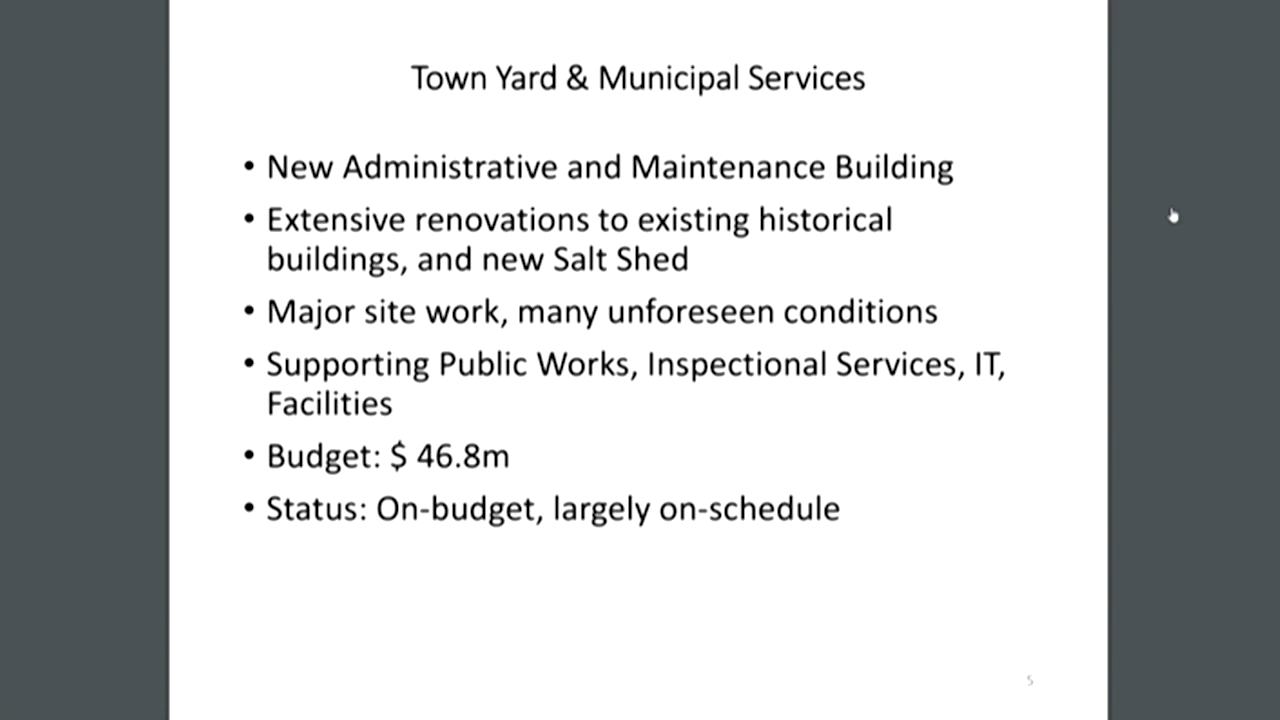 Town Yard & Municipal Services
• New Administrative and Maintenance Building
• Extensive renovations to existing historical
buildings, and new Salt Shed
• Major site work, many unforeseen conditions
• Supporting Public Works, Inspectional Services, IT,
Facilities
• Budget: $ 46.8m
• Status: On-budget, largely on-schedule
5